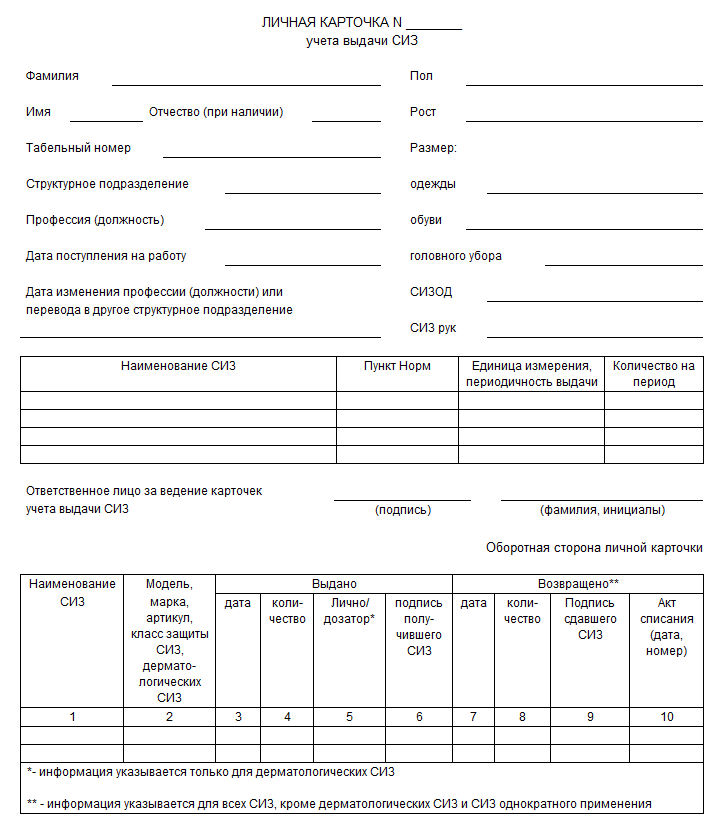 ЛИЧНАЯ КАРТОЧКА N ________
учета выдачи СИЗ
Фамилия
Пол
Имя Отчество (при наличии)
Рост
Табельный номер
Размер:
Структурное подразделение
одежды
Профессия (должность)
обуви
Дата поступления на работу
головного убора
Дата изменения профессии (должности) или
перевода в другое структурное подразделение
СИЗОД
СИЗ рук
Наименование СИЗ
Пункт Норм
Единица измерения,
периодичность выдачи
Количество на
период
Ответственное лицо за ведение карточек
учета выдачи СИЗ
(подпись)
(фамилия, инициалы)
Оборотная сторона личной карточки
Наименование
СИЗ
Модель,
марка,
артикул,
класс защиты
СИЗ,
дермато-
логических
СИЗ
Выдано
Возвращено**
дата
коли-
чество
Лично/
дозатор*
подпись
полу-
чившего
СИЗ
дата
коли-
чество
Подпись
сдавшего
СИЗ
Акт
списания
(дата,
номер)
1 2 3 4 5 6 7 8 9 10
*- информация указывается только для дерматологических СИЗ
** - информация указывается для всех СИЗ, кроме дерматологических СИЗ и СИЗ однократного применения